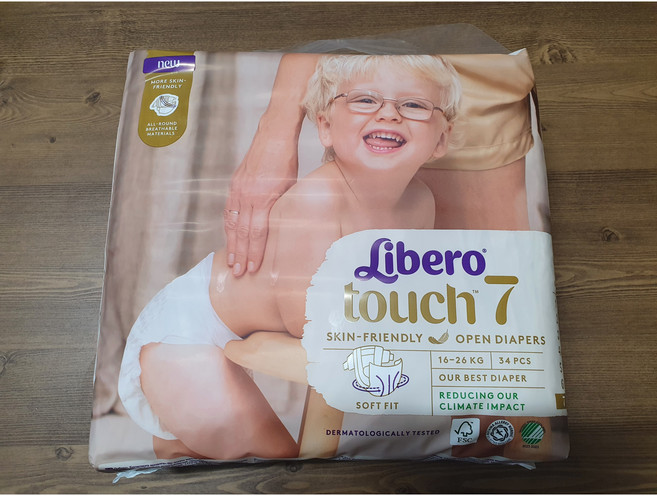 new
MORE SKIN-
FRIENDLY
ALL-ROUND
BREATHABLE
MATERIALS
Libero®
touch™ 7
SKIN-FRIENDLY OPEN DIAPERS
16-26 KG 34 PCS
OUR BEST DIAPER
SOFT FIT
REDUCING OUR
CLIMATE IMPACT
DERMATOLOGICALLY TESTED
FSC